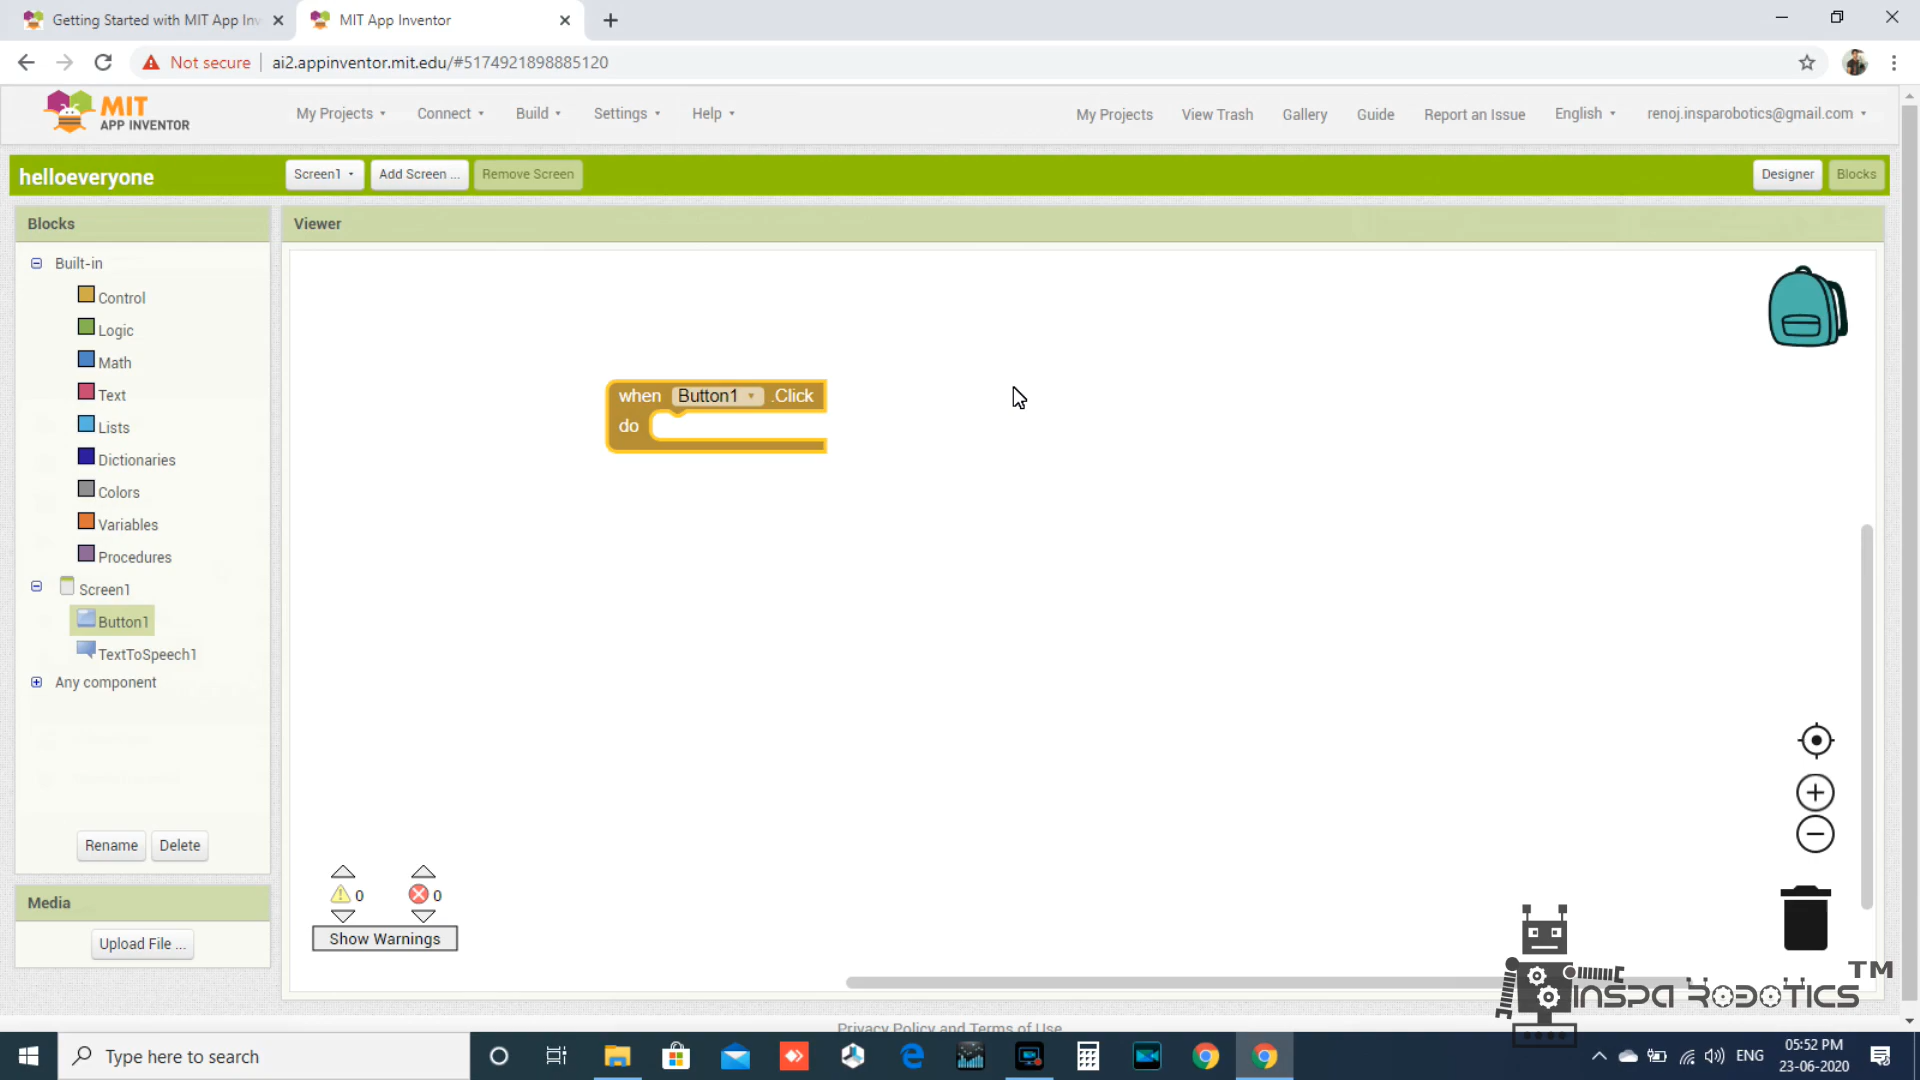 Getting Started with MIT App Inv
MIT App Inventor
Not secure
ai2.appinventor.mit.edu/#5174921898885120
MIT
APP INVENTOR
My Projects
Connect
Build
Settings
Help
My Projects
View Trash
Gallery
Guide
Report an Issue
English
renoj.insparobotics@gmail.com
helloeveryone
Screen1
Add Screen ...
Remove Screen
Designer
Blocks
Blocks
Viewer
Built-in
Control
Logic
Math
Text
Lists
Dictionaries
Colors
Variables
Procedures
Screen1
Button1
TextToSpeech1
Any component
when Button1 .Click
do
Rename
Delete
0
0
Show Warnings
Media
Upload File ...
INSPA ROBOTICS TM
Privacy Policy and Terms of Use
Type here to search
ENG
05:52 PM
23-06-2020